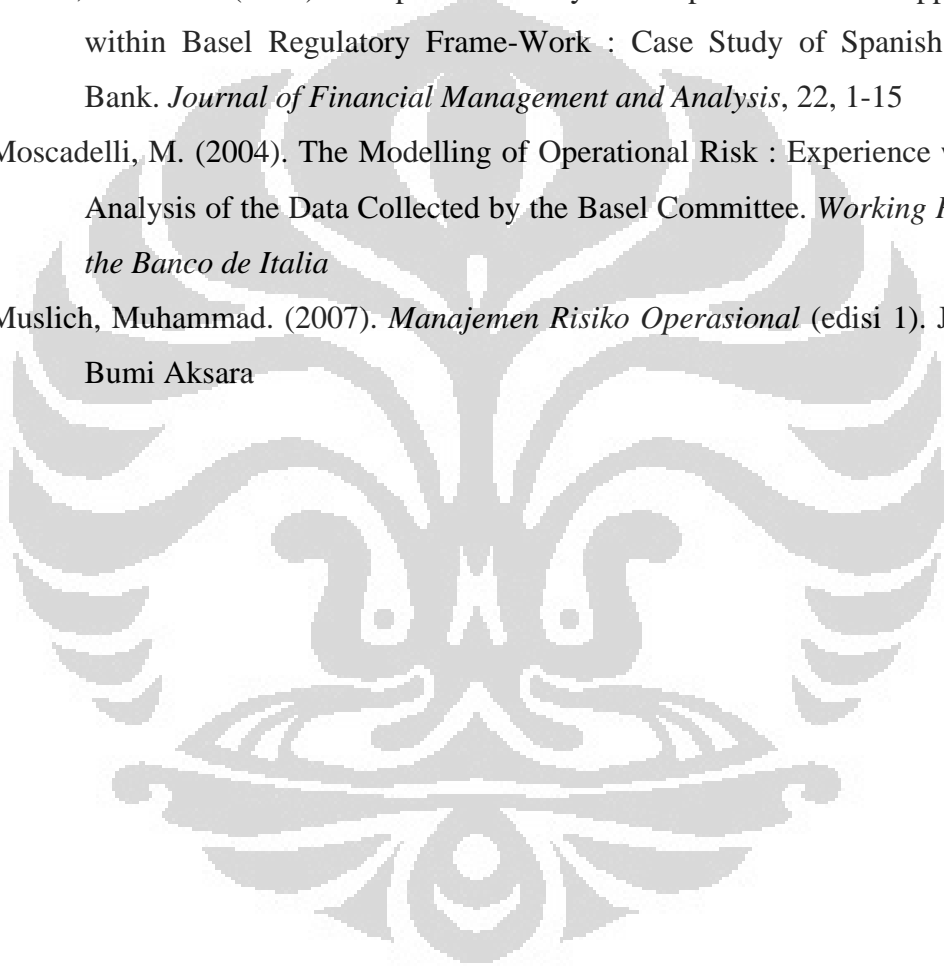 within Basel Regulatory Frame-Work : Case Study of Spanish
Bank. Journal of Financial Management and Analysis, 22, 1-15
Moscadelli, M. (2004). The Modelling of Operational Risk : Experience
Analysis of the Data Collected by the Basel Committee. Working
the Banco de Italia
Muslich, Muhammad. (2007). Manajemen Risiko Operasional (edisi 1).
Bumi Aksara